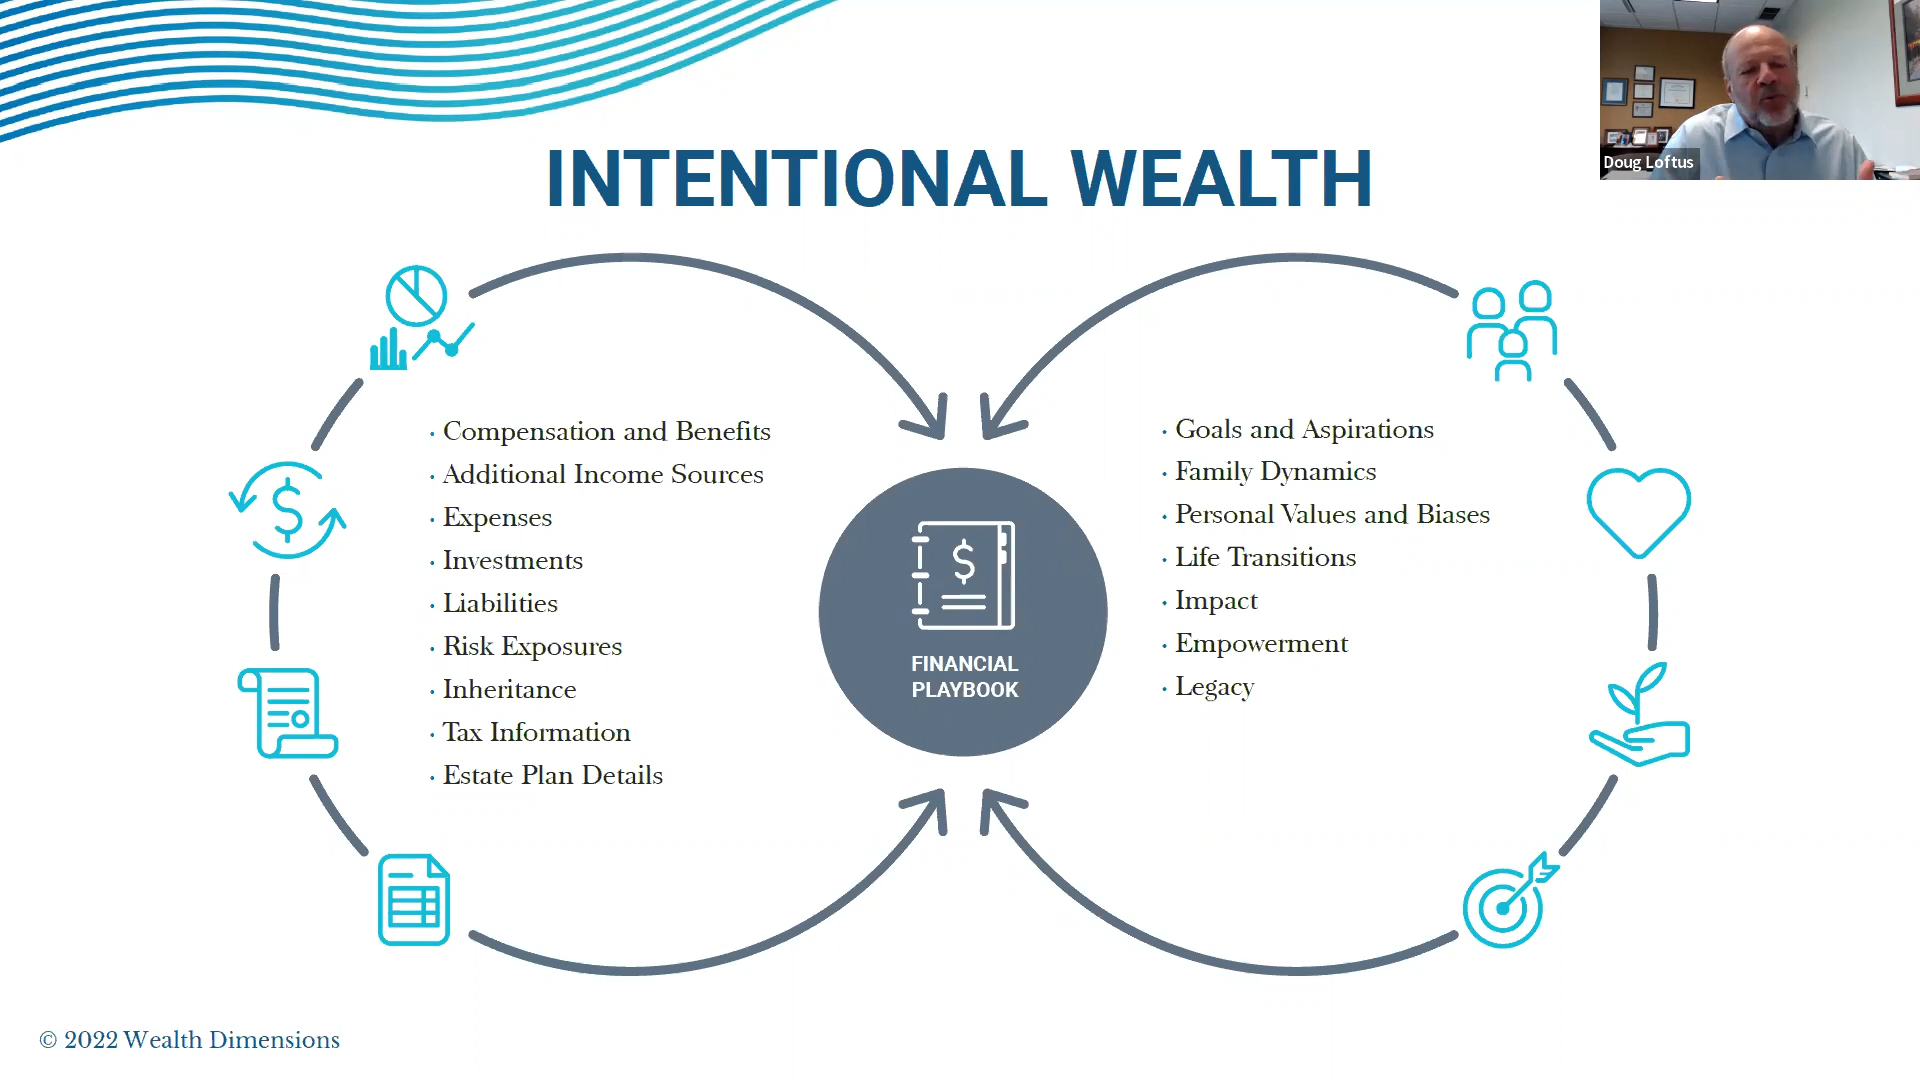 Doug Loftus
INTENTIONAL WEALTH
· Compensation and Benefits
· Additional Income Sources
· Expenses
· Investments
· Liabilities
· Risk Exposures
· Inheritance
· Tax Information
· Estate Plan Details
$
$
FINANCIAL
PLAYBOOK
· Goals and Aspirations
· Family Dynamics
· Personal Values and Biases
· Life Transitions
· Impact
· Empowerment
· Legacy
© 2022 Wealth Dimensions